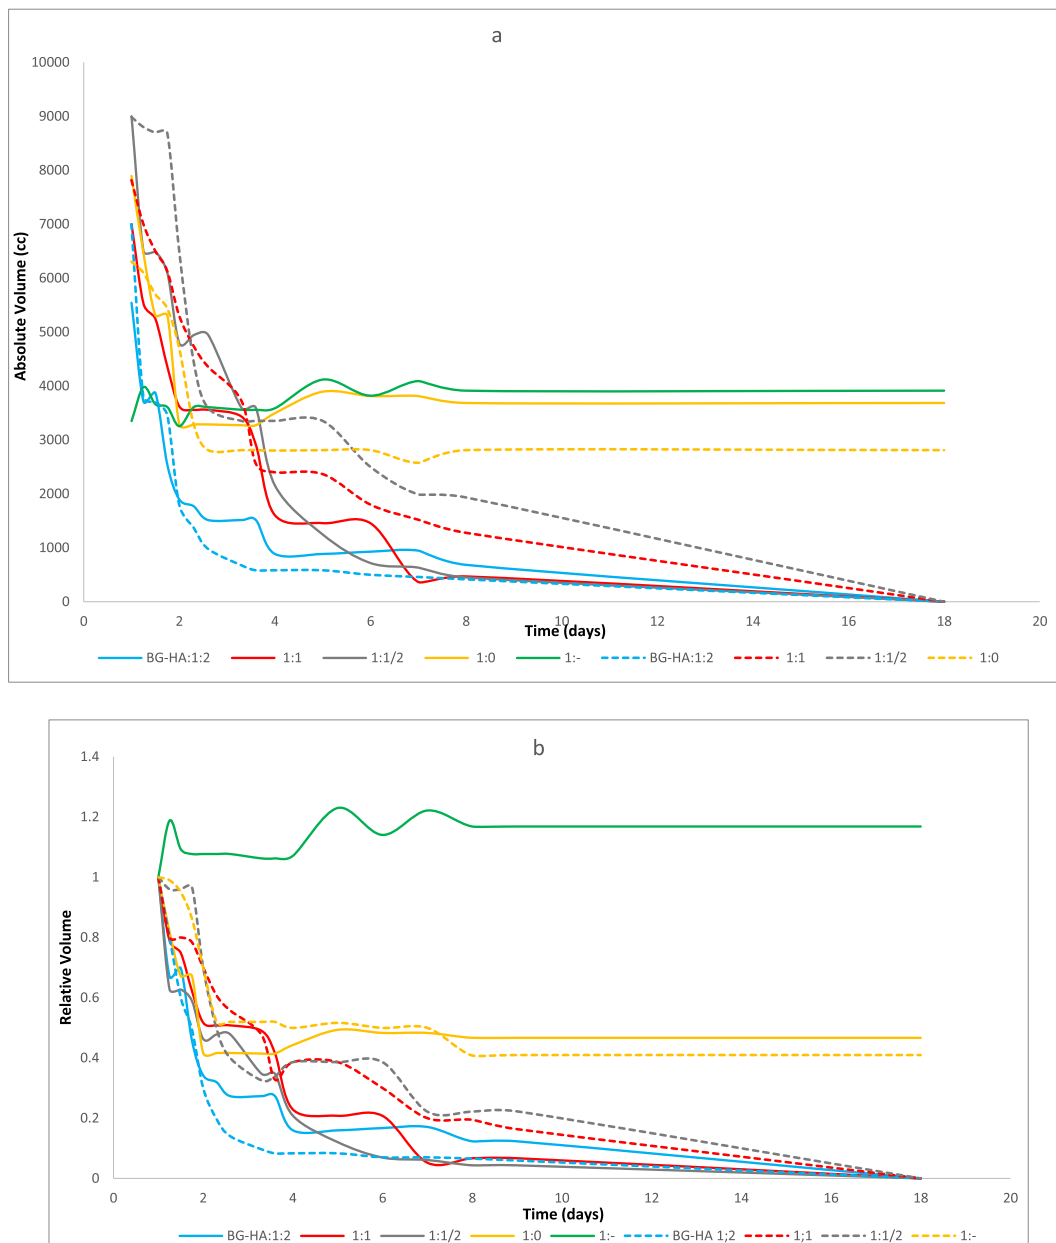 a
10000
9000
8000
7000
6000
5000
4000
3000
2000
1000
0
Absolute Volume (cc)
0 2 4 6 8 10 12 14 16 18 20
Time (days)
BG-HA:1:2 1:1 1:1/2 1:0 1:- BG-HA:1:2 1:1 1:1/2 1:0
b
1.4
1.2
1
0.8
0.6
0.4
0.2
0
Relative Volume
0 2 4 6 8 10 12 14 16 18 20
Time (days)
BG-HA:1:2 1:1 1:1/2 1:0 1:- BG-HA 1;2 1;1 1:1/2 1:-